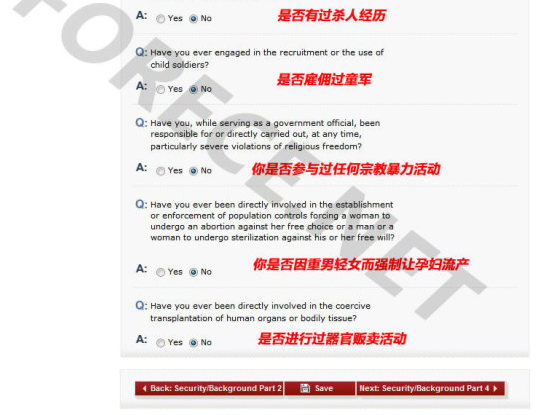 A: Yes No 是否有过杀人经历
Q: Have you ever engaged in the recruitment or the use of
child soldiers?
是否雇佣过童军
A: Yes No
Q: Have you, while serving as a government official, been
responsible for or directly carried out, at any time,
particularly severe violations of religious freedom?
A: Yes No 你是否参与过任何宗教暴力活动
Q: Have you ever been directly involved in the establishment
or enforcement of population controls forcing a woman to
undergo an abortion against her free choice or a man or a
woman to undergo sterilization against his or her free will?
A: Yes No 你是否因重男轻女而强制让孕妇流产
Q: Have you ever been directly involved in the coercive
transplantation of human organs or bodily tissue?
A: Yes No 是否进行过器官贩卖活动
Back: Security/Background Part 2 Save Next: Security/Background Part 4
FORECE.NET